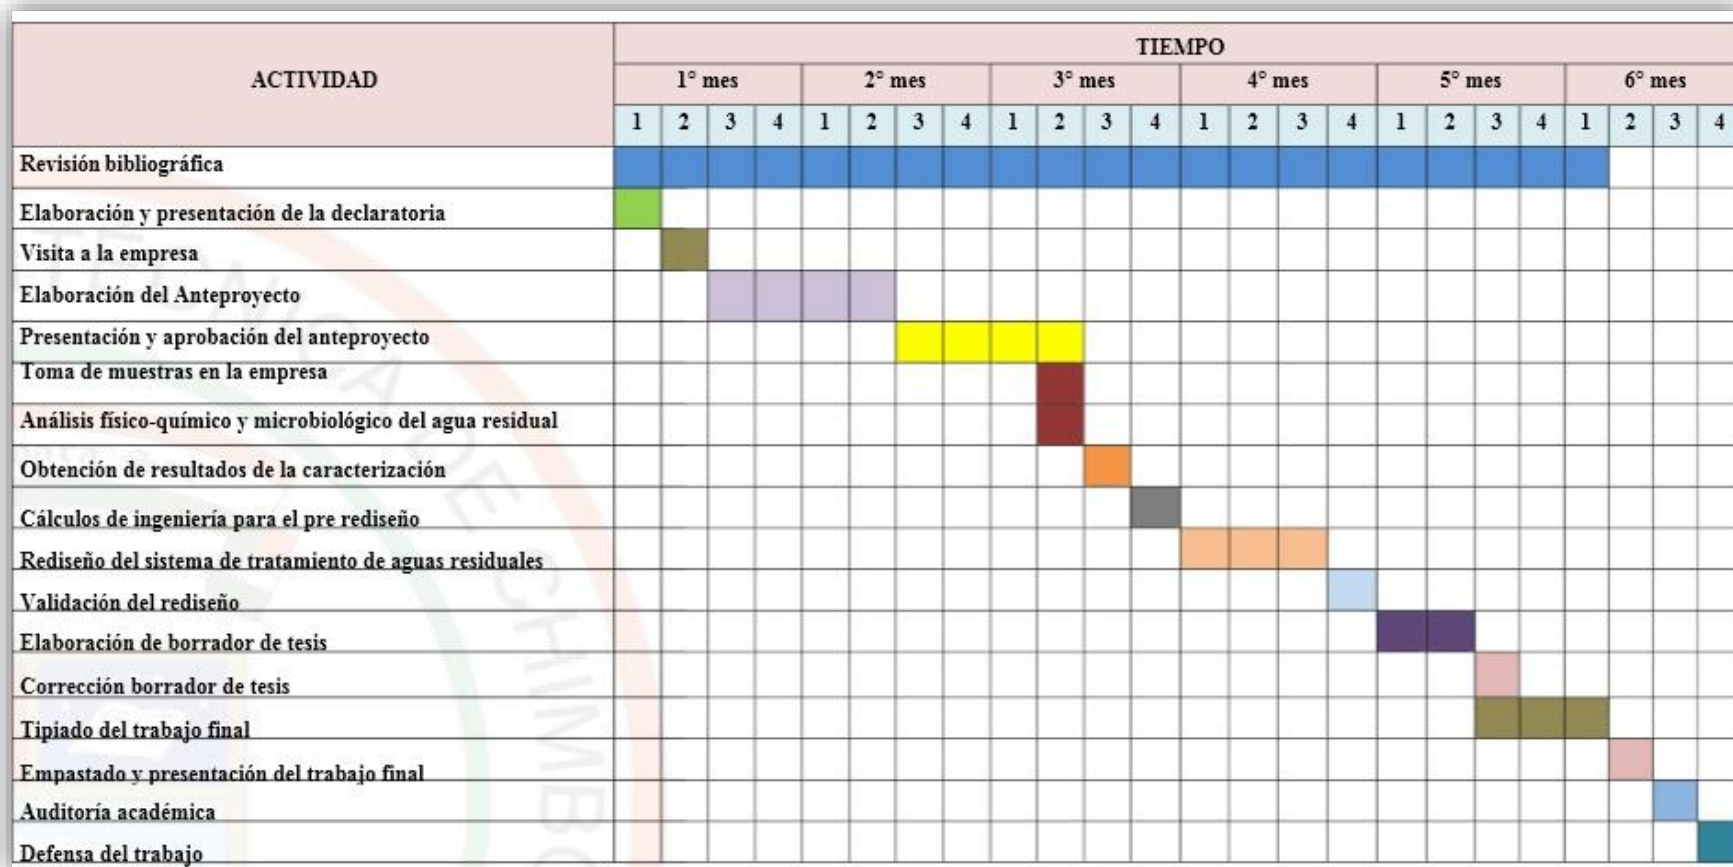 ACTIVIDAD
TIEMPO
1° mes 2° mes 3° mes 4° mes 5° mes 6° mes
1 2 3 4 1 2 3 4 1 2 3 4 1 2 3 4 1 2 3 4 1 2 3 4
Revisión bibliográfica
Elaboración y presentación de la declaratoria
Visita a la empresa
Elaboración del Anteproyecto
Presentación y aprobación del anteproyecto
Toma de muestras en la empresa
Análisis físico-químico y microbiológico del agua residual
Obtención de resultados de la caracterización
Cálculos de ingeniería para el pre rediseño
Rediseño del sistema de tratamiento de aguas residuales
Validación del rediseño
Elaboración de borrador de tesis
Corrección borrador de tesis
Tipiado del trabajo final
Empastado y presentación del trabajo final
Auditoría académica
Defensa del trabajo
TECNICA DE CHIMBO